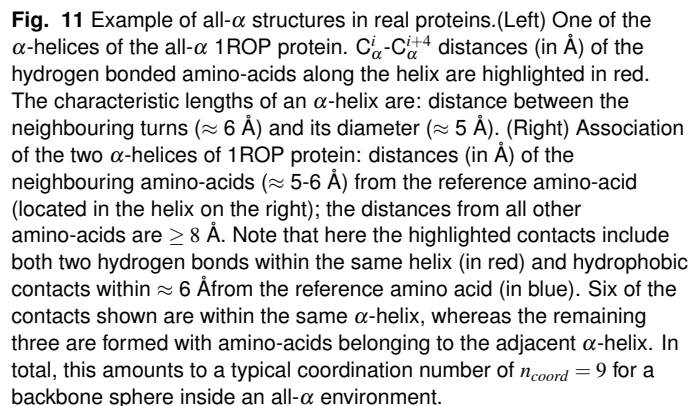 Fig. 11 Example of all-α structures in real proteins.(Left) One of the
α-helices of the all-α 1ROP protein. C$_α^i$-C$_α^{i+4}$ distances (in Å) of the
hydrogen bonded amino-acids along the helix are highlighted in red.
The characteristic lengths of an α-helix are: distance between the
neighbouring turns (≈ 6 Å) and its diameter (≈ 5 Å). (Right) Association
of the two α-helices of 1ROP protein: distances (in Å) of the
neighbouring amino-acids (≈ 5-6 Å) from the reference amino-acid
(located in the helix on the right); the distances from all other
amino-acids are ≥ 8 Å. Note that here the highlighted contacts include
both two hydrogen bonds within the same helix (in red) and hydrophobic
contacts within ≈ 6 Åfrom the reference amino acid (in blue). Six of the
contacts shown are within the same α-helix, whereas the remaining
three are formed with amino-acids belonging to the adjacent α-helix. In
total, this amounts to a typical coordination number of n$_{coord}$ = 9 for a
backbone sphere inside an all-α environment.